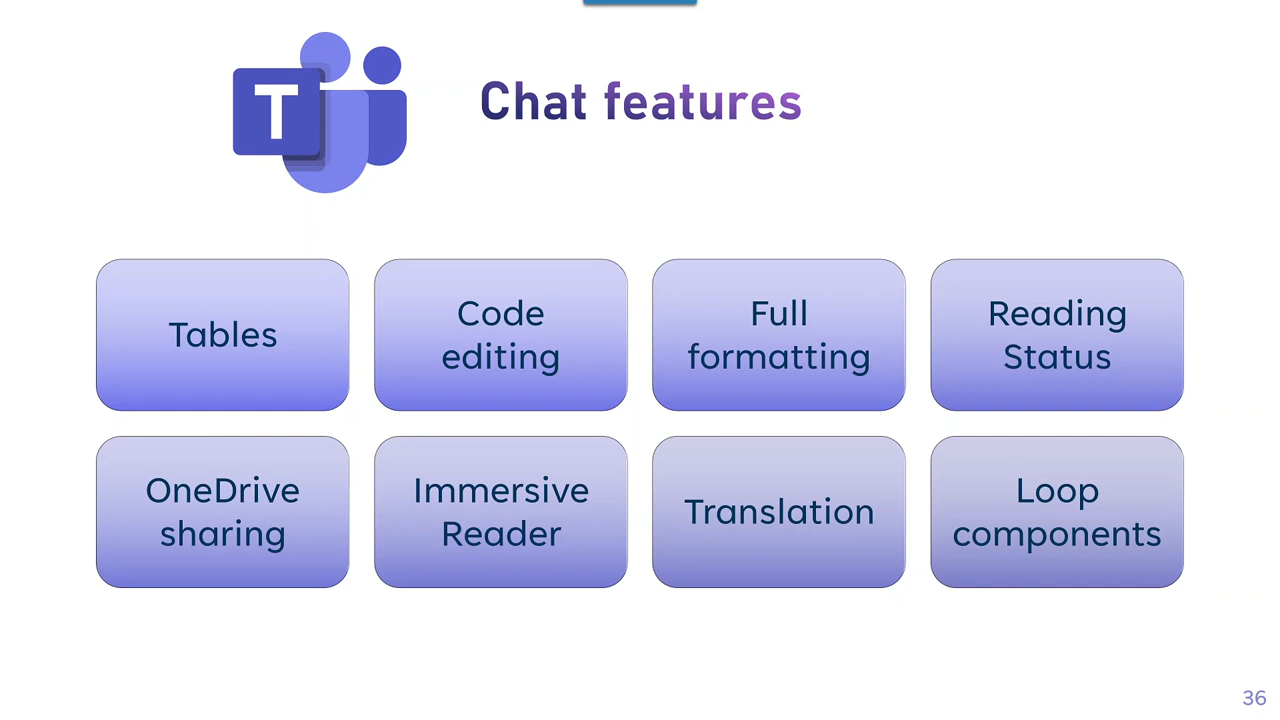 T
Chat features
Tables
Code
editing
Full
formatting
Reading
Status
OneDrive
sharing
Immersive
Reader
Translation
Loop
components
36